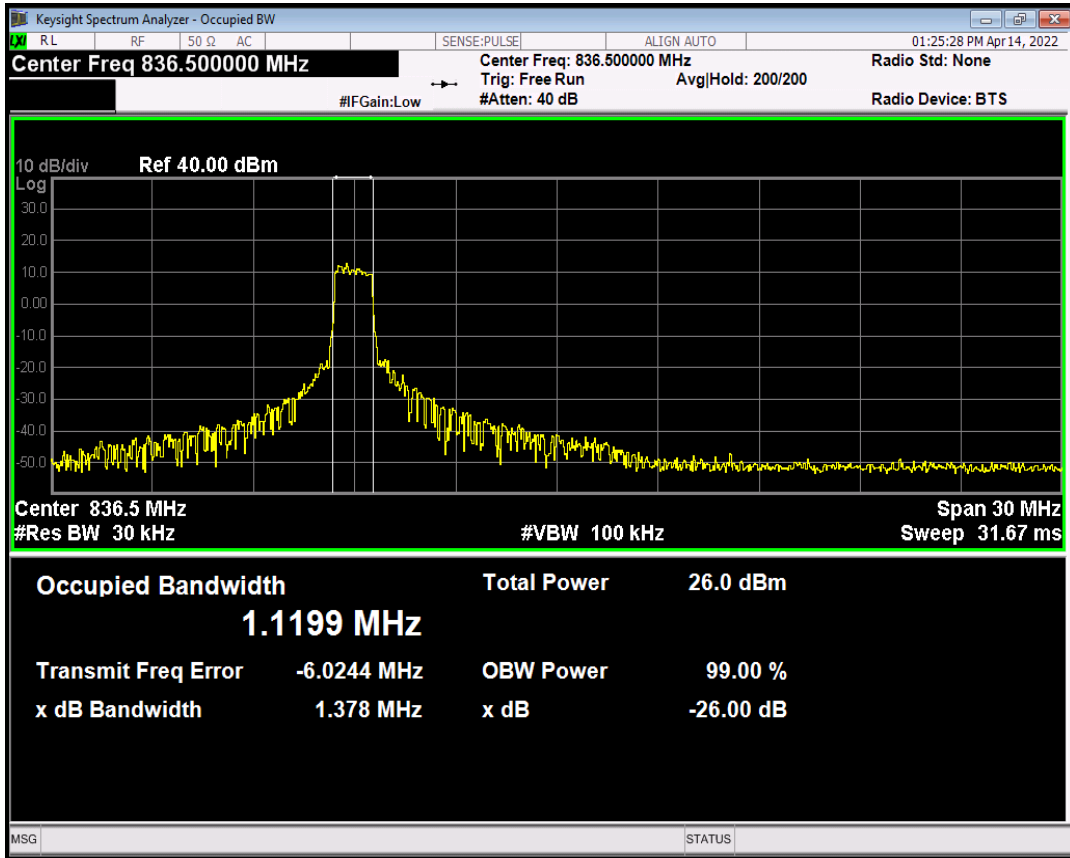 Keysight Spectrum Analyzer - Occupied BW
LXI RL RF 50 Ω AC SENSE:PULSE ALIGN AUTO 01:25:28 PM Apr 14, 2022
Center Freq 836.500000 MHz Center Freq: 836.500000 MHz Radio Std: None
Trig: Free Run Avg|Hold: 200/200
#IFGain:Low #Atten: 40 dB Radio Device: BTS
10 dB/div Ref 40.00 dBm
Log
30.0
20.0
10.0
0.00
-10.0
-20.0
-30.0
-40.0
-50.0
Center 836.5 MHz Span 30 MHz
#Res BW 30 kHz #VBW 100 kHz Sweep 31.67 ms
Occupied Bandwidth Total Power 26.0 dBm
1.1199 MHz
Transmit Freq Error -6.0244 MHz OBW Power 99.00 %
x dB Bandwidth 1.378 MHz x dB -26.00 dB
MSG STATUS